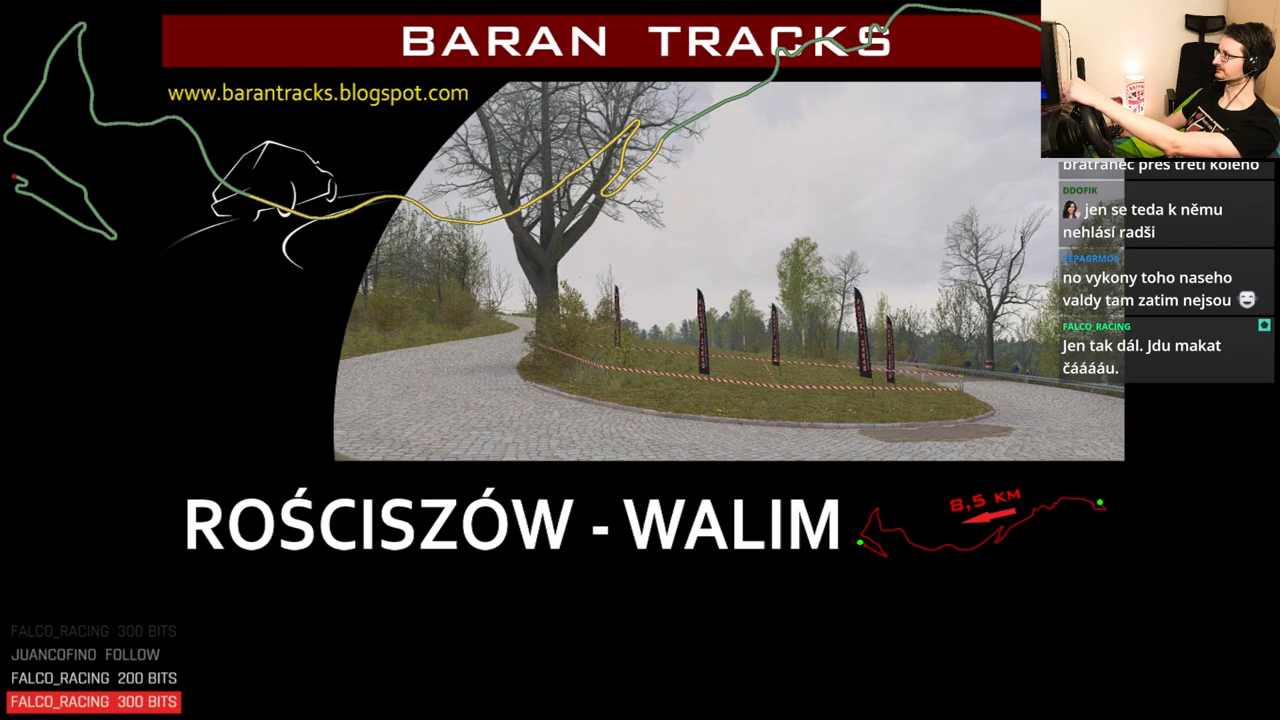 BARAN TRACKS
www.barantracks.blogspot.com
bratranec přes třetí koleno
DDOFIK
jen se teda k němu
nehlásí radši
PEPAGRMOS
no vykony toho naseho
valdy tam zatim nejsou
FALCO_RACING
Jen tak dál. Jdu makat
čááááu.
ROŚCISZÓW - WALIM
8,5 KM
FALCO_RACING 300 BITS
JUANCOFINO FOLLOW
FALCO_RACING 200 BITS
FALCO_RACING 300 BITS